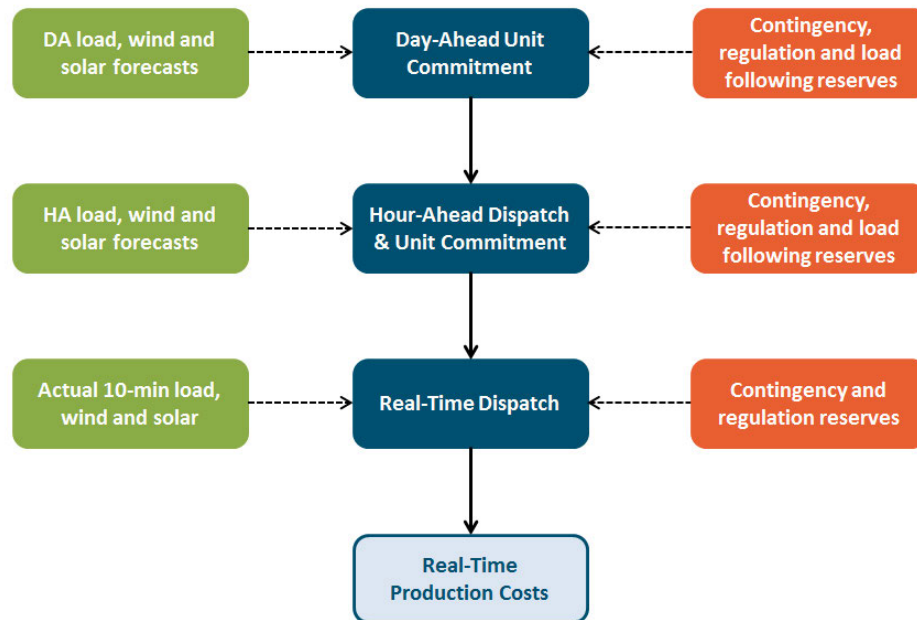 DA load, wind and
solar forecasts
Day-Ahead Unit
Commitment
Contingency,
regulation and load
following reserves
HA load, wind and
solar forecasts
Hour-Ahead Dispatch
& Unit Commitment
Contingency,
regulation and load
following reserves
Actual 10-min load,
wind and solar
Real-Time Dispatch
Contingency and
regulation reserves
Real-Time
Production Costs